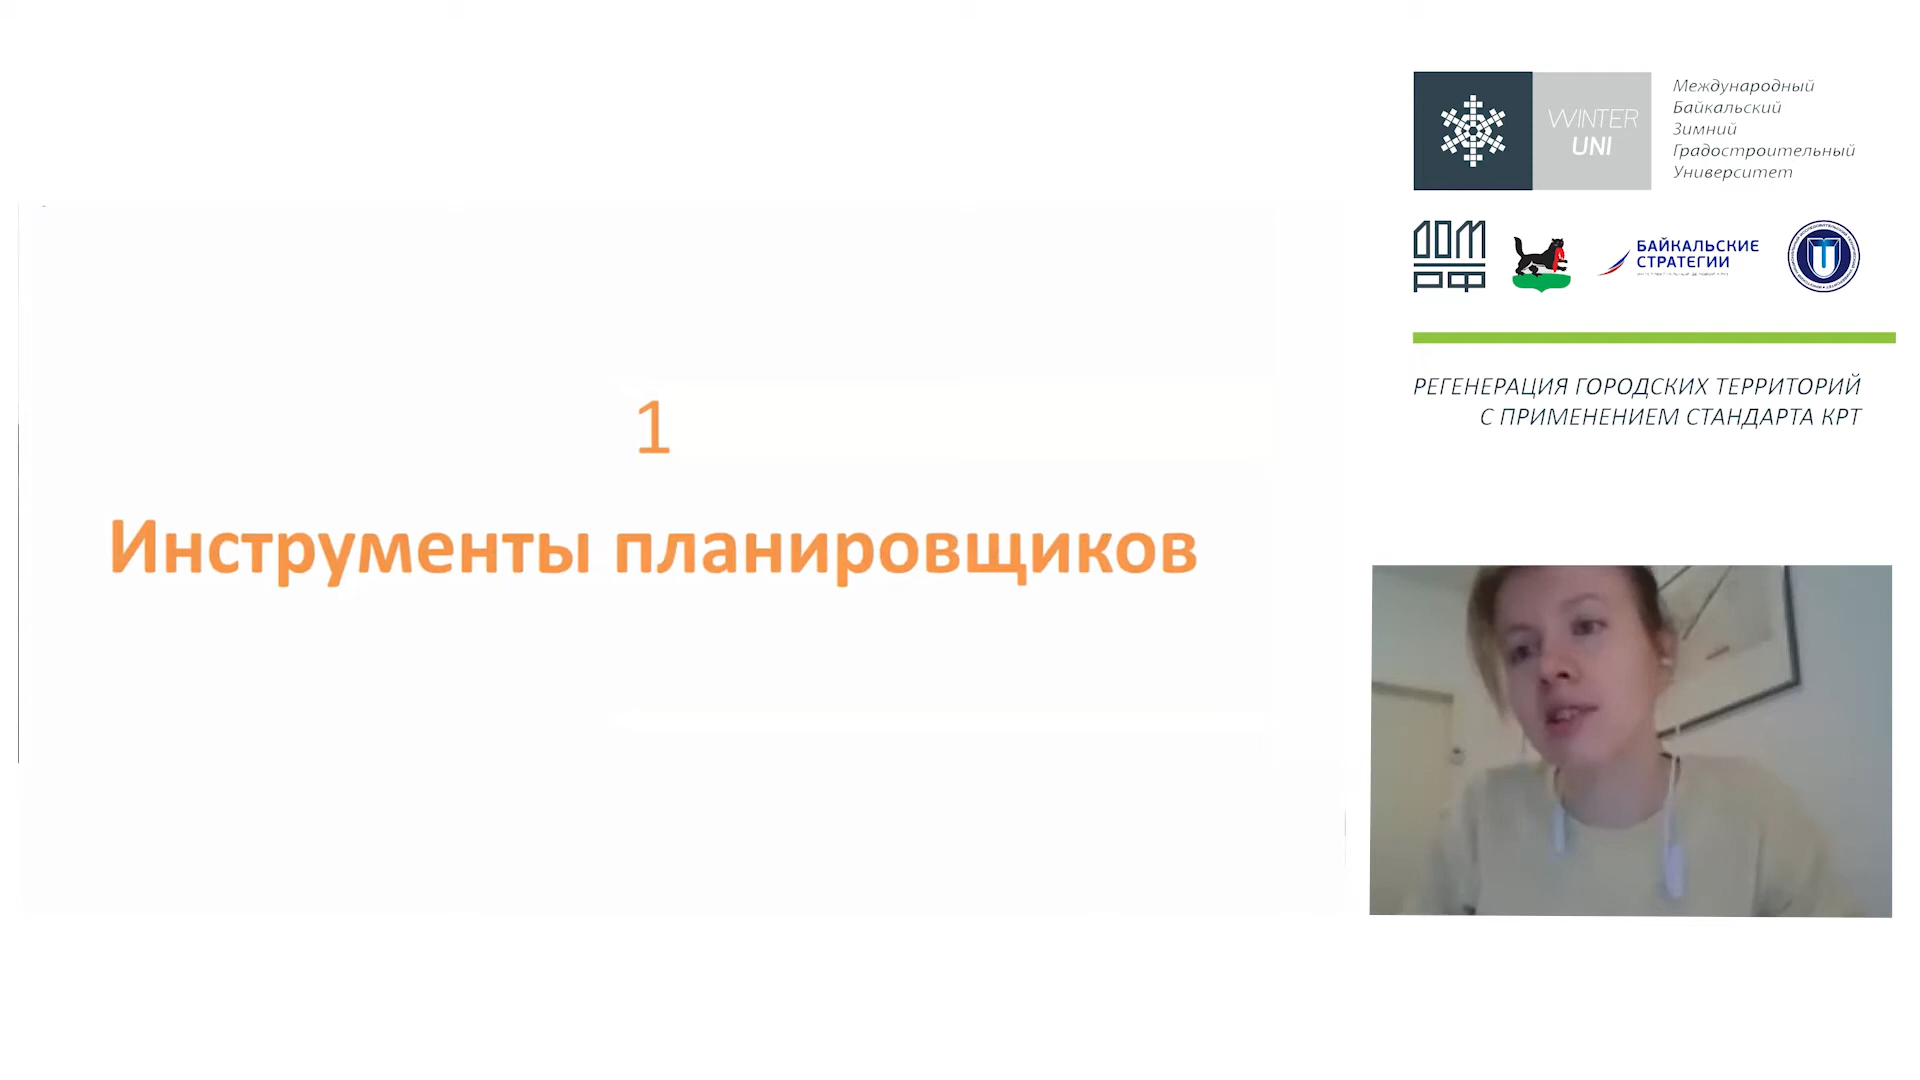 1
Инструменты планировщиков
WINTER
UNI
Международный
Байкальский
Зимний
Градостроительный
Университет
ДОМ
РФ
БАЙКАЛЬСКИЕ
СТРАТЕГИИ
РЕГЕНЕРАЦИЯ ГОРОДСКИХ ТЕРРИТОРИЙ
С ПРИМЕНЕНИЕМ СТАНДАРТА КРТ